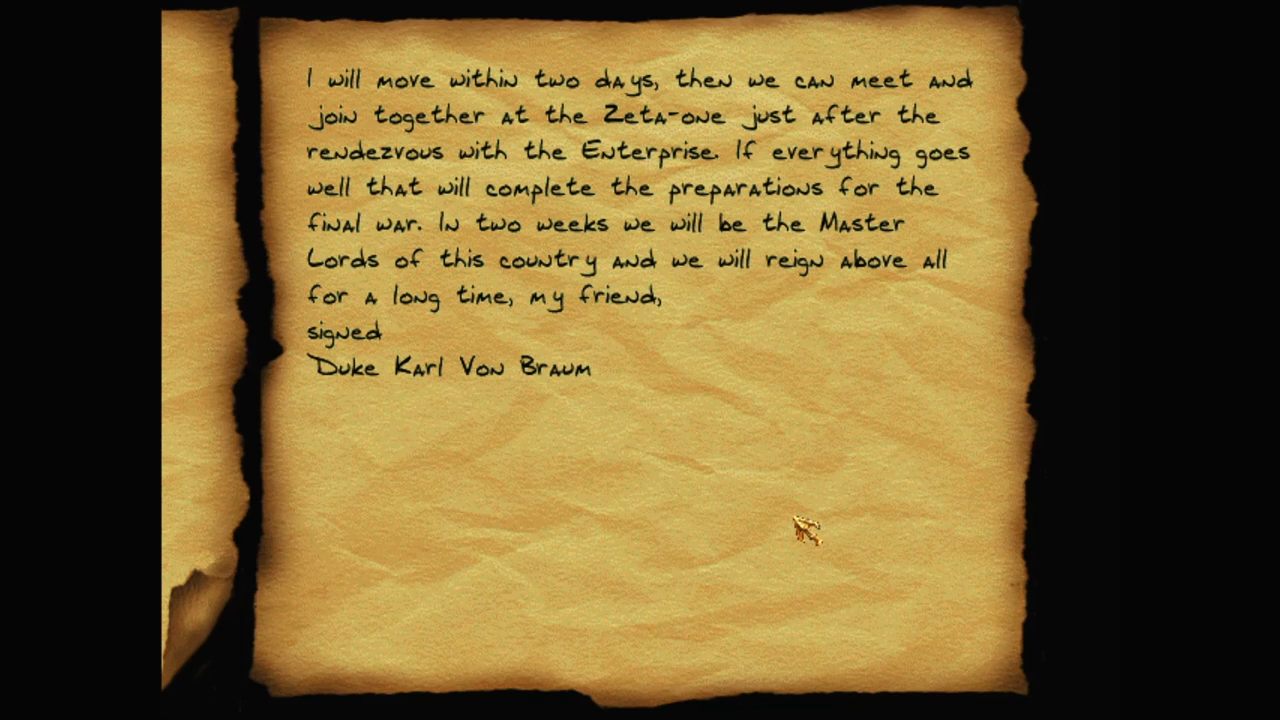 I will move within two days, then we can meet and
join together at the Zeta-one just after the
rendezvous with the Enterprise. If everything goes
well that will complete the preparations for the
final war. In two weeks we will be the Master
Lords of this country and we will reign above all
for a long time, my friend,
signed
Duke Karl Von Braum